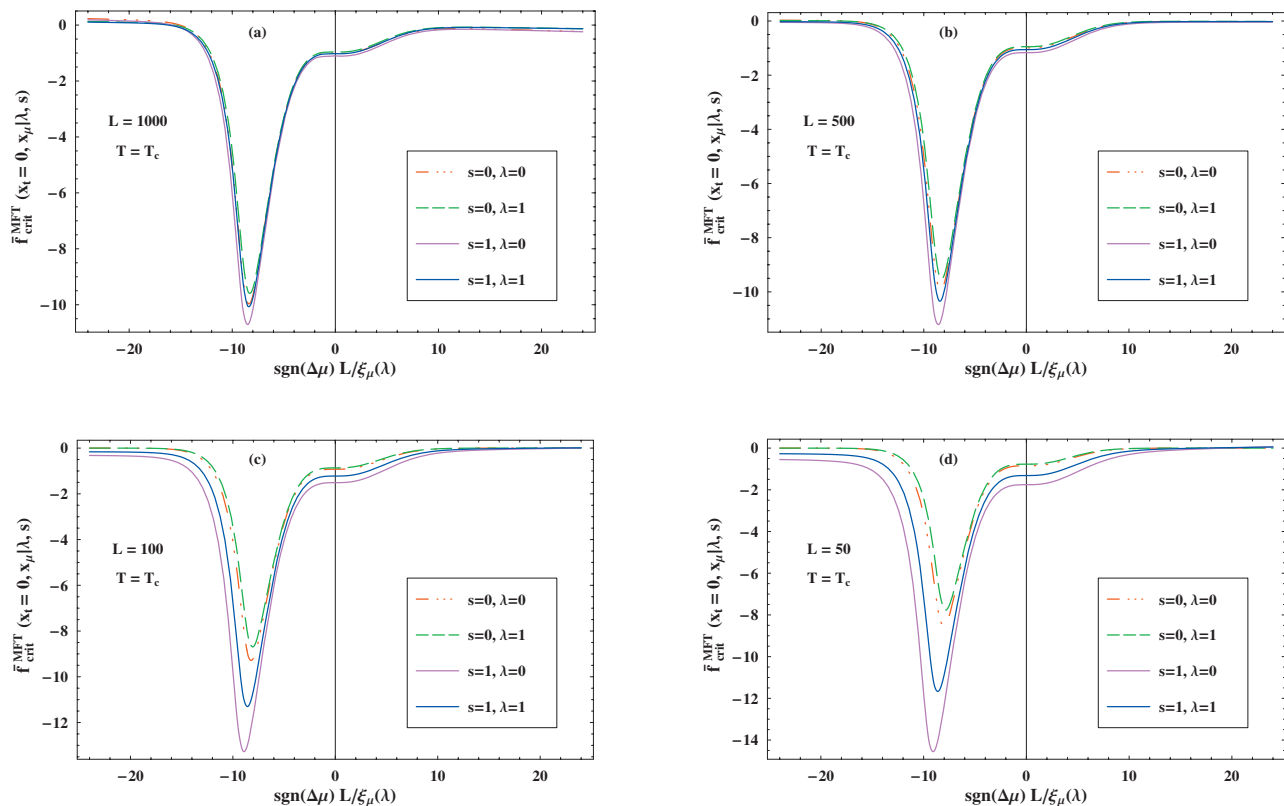 (a)
L = 1000
T = T_c
s=0, λ=0
s=0, λ=1
s=1, λ=0
s=1, λ=1
0
−2
−4
−6
−8
−10
−20 −10 0 10 20
f̄_crit^MFT (x_t = 0, x_μ|λ, s)
sgn(Δμ) L/ξ_μ(λ)
(b)
L = 500
T = T_c
s=0, λ=0
s=0, λ=1
s=1, λ=0
s=1, λ=1
0
−2
−4
−6
−8
−10
−20 −10 0 10 20
f̄_crit^MFT (x_t = 0, x_μ|λ, s)
sgn(Δμ) L/ξ_μ(λ)
(c)
L = 100
T = T_c
s=0, λ=0
s=0, λ=1
s=1, λ=0
s=1, λ=1
0
−2
−4
−6
−8
−10
−12
−20 −10 0 10 20
f̄_crit^MFT (x_t = 0, x_μ|λ, s)
sgn(Δμ) L/ξ_μ(λ)
(d)
L = 50
T = T_c
s=0, λ=0
s=0, λ=1
s=1, λ=0
s=1, λ=1
0
−2
−4
−6
−8
−10
−12
−14
−20 −10 0 10 20
f̄_crit^MFT (x_t = 0, x_μ|λ, s)
sgn(Δμ) L/ξ_μ(λ)